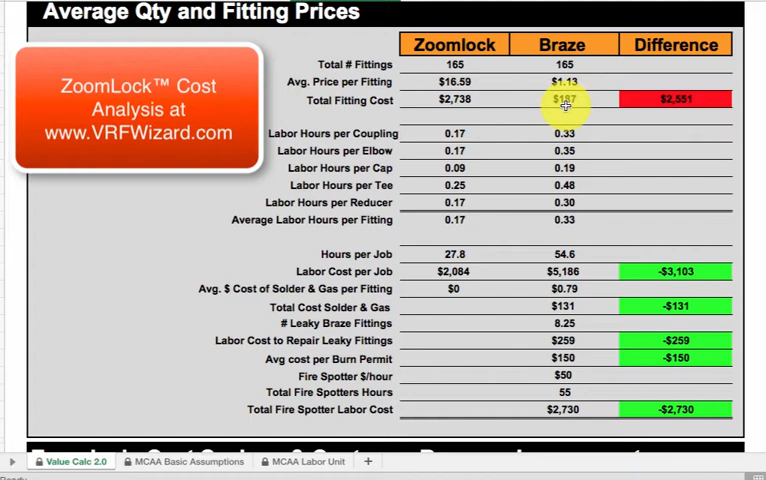 Average Qty and Fitting Prices
Zoomlock Braze Difference
ZoomLock™ Cost
Analysis at
www.VRFWizard.com
Total # Fittings 165 165
Avg. Price per Fitting $16.59 $1.13
Total Fitting Cost $2,738 $187 $2,551
Labor Hours per Coupling 0.17 0.33
Labor Hours per Elbow 0.17 0.35
Labor Hours per Cap 0.09 0.19
Labor Hours per Tee 0.25 0.48
Labor Hours per Reducer 0.17 0.30
Average Labor Hours per Fitting 0.17 0.33
Hours per Job 27.8 54.6
Labor Cost per Job $2,084 $5,186 -$3,103
Avg. $ Cost of Solder & Gas per Fitting $0 $0.79
Total Cost Solder & Gas $131 -$131
# Leaky Braze Fittings 8.25
Labor Cost to Repair Leaky Fittings $259 -$259
Avg cost per Burn Permit $150 -$150
Fire Spotter $/hour $50
Total Fire Spotters Hours 55
Total Fire Spotter Labor Cost $2,730 -$2,730
Value Calc 2.0 MCAA Basic Assumptions MCAA Labor Unit +